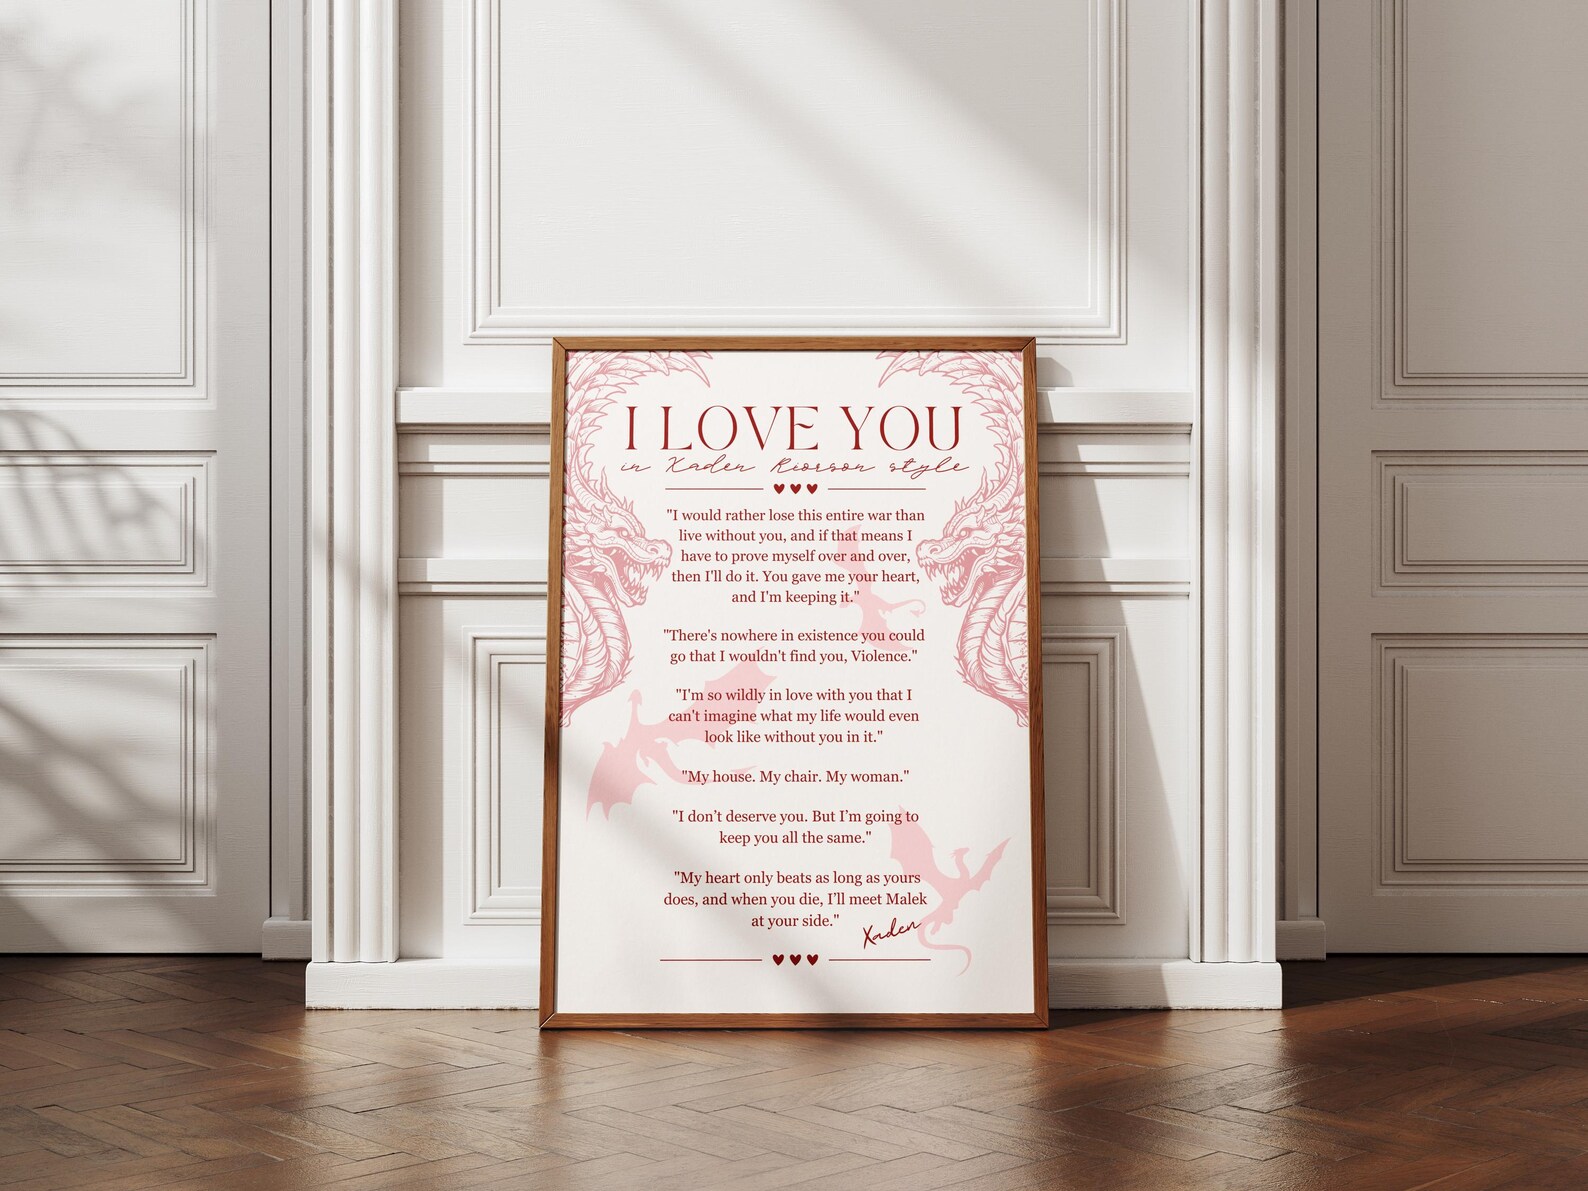 I LOVE YOU
in Xaden Riorson style
"I would rather lose this entire war than
live without you, and if that means I
have to prove myself over and over,
then I'll do it. You gave me your heart,
and I'm keeping it."
"There's nowhere in existence you could
go that I wouldn't find you, Violence."
"I'm so wildly in love with you that I
can't imagine what my life would even
look like without you in it."
"My house. My chair. My woman."
"I don’t deserve you. But I’m going to
keep you all the same."
"My heart only beats as long as yours
does, and when you die, I’ll meet Malek
at your side."
Xaden